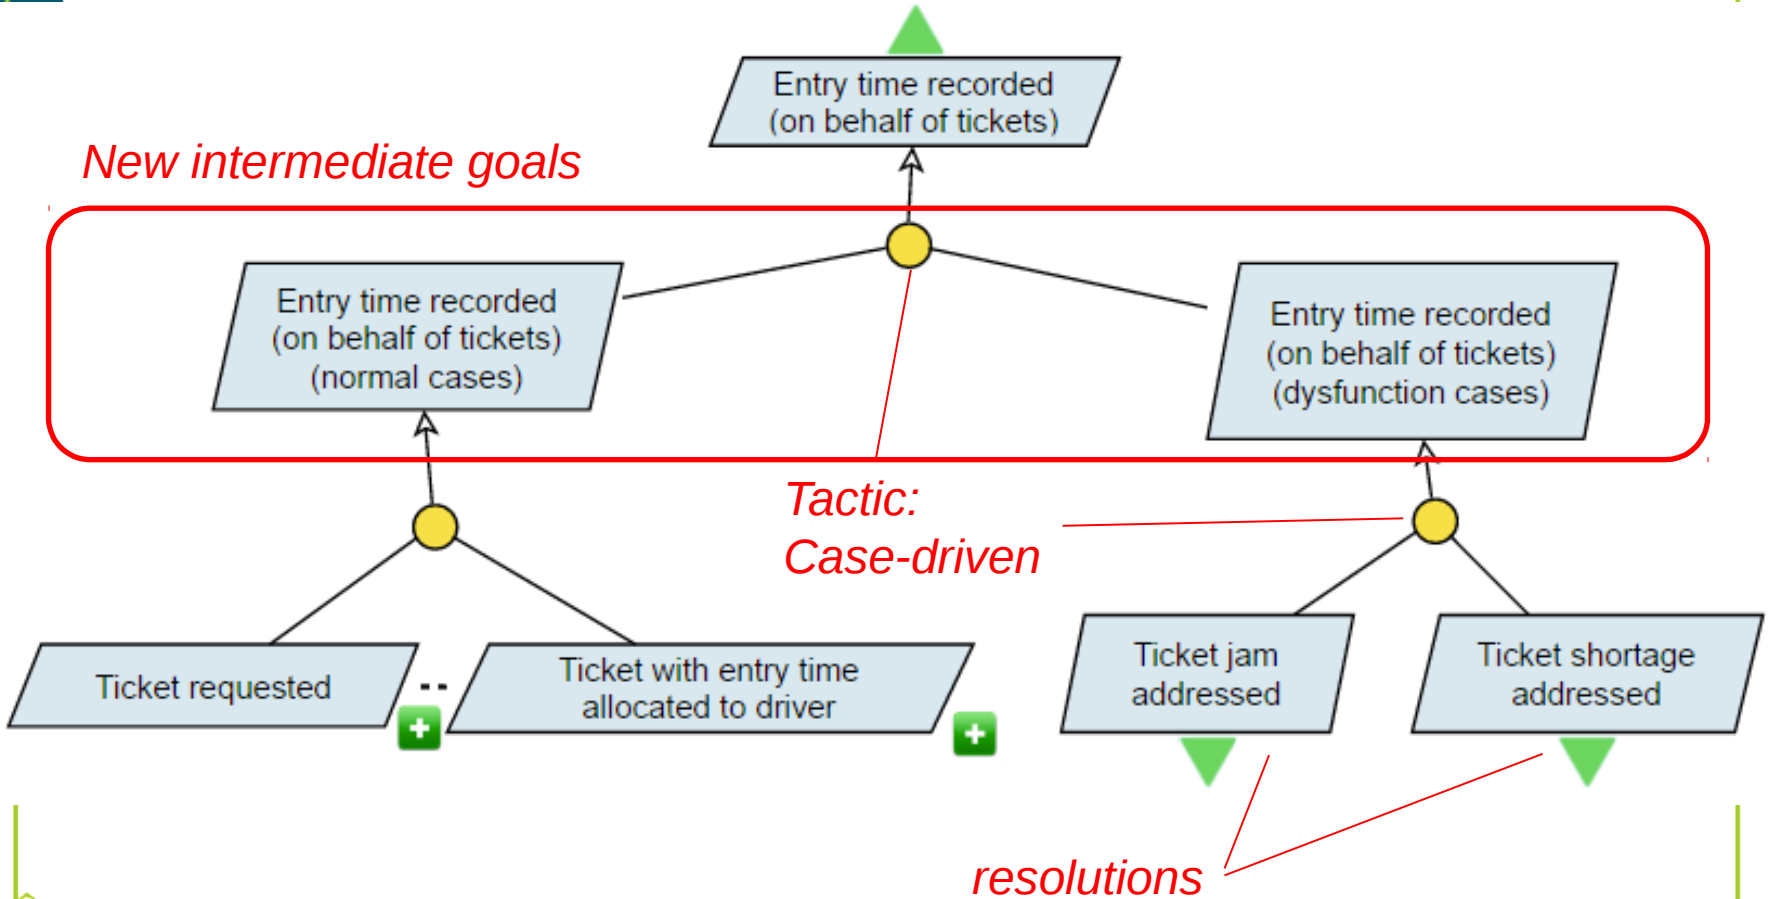 Entry time recorded
(on behalf of tickets)
New intermediate goals
Entry time recorded
(on behalf of tickets)
(normal cases)
Entry time recorded
(on behalf of tickets)
(dysfunction cases)
Tactic:
Case-driven
Ticket requested
--
Ticket with entry time
allocated to driver
Ticket jam
addressed
Ticket shortage
addressed
resolutions